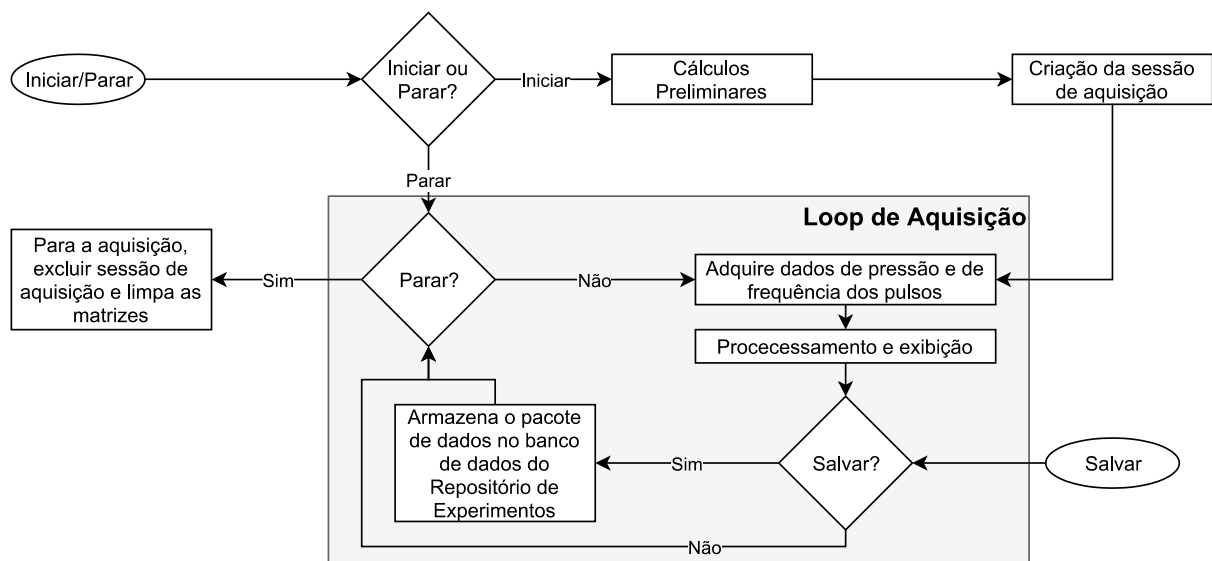 Iniciar/Parar
Iniciar ou
Parar?
Iniciar
Cálculos
Preliminares
Criação da sessão
de aquisição
Parar
Loop de Aquisição
Para a aquisição,
excluir sessão de
aquisição e limpa as
matrizes
Sim
Parar?
Não
Adquire dados de pressão e de
frequência dos pulsos
Procecessamento e exibição
Armazena o pacote
de dados no banco
de dados do
Repositório de
Experimentos
Sim
Salvar?
Salvar
Não